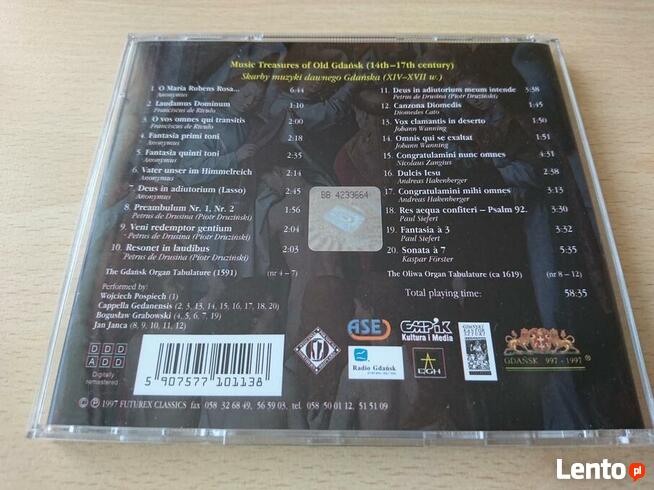 Music Treasures of Old Gdańsk (14th–17th century)
Skarby muzyki dawnego Gdańska (XIV–XVII w.)
1. O Maria Rubens Rosa... 6:44
Anonymus
2. Laudamus Dominum 1:10
Franciscus de Rivulo
3. O vos omnes qui transitis 2:00
Franciscus de Rivulo
4. Fantasia primi toni 2:18
Anonymus
5. Fantasia quinti toni 2:35
Anonymus
6. Vater unser im Himmelreich 2:14
Anonymus
7. Deus in adiutorium (Lasso) 2:45
Anonymus
8. Preambulum Nr. 1, Nr. 2 1:56
Petrus de Drusina (Piotr Druziński)
9. Veni redemptor gentium 2:04
Petrus de Drusina (Piotr Druziński)
10. Resonet in laudibus 2:03
Petrus de Drusina (Piotr Druziński)
The Gdańsk Organ Tabulature (1591) (nr 4 – 7)
11. Deus in adiutorium meum intende 3:38
Petrus de Drusina (Piotr Druziński)
12. Canzona Diomedis 1:45
Diomedes Cato
13. Vox clamantis in deserto 1:50
Johann Wanning
14. Omnis qui se exaltat 1:51
Johann Wanning
15. Congratulamini nunc omnes 4:31
Nicolaus Zangius
16. Dulcis Iesu 2:38
Andreas Hakenberger
17. Congratulamini mihi omnes 3:13
Andreas Hakenberger
18. Res aequa confiteri – Psalm 92. 3:30
Paul Siefert
19. Fantasia à 3 3:32
Paul Siefert
20. Sonata à 7 5:35
Kaspar Förster
The Oliwa Organ Tabulature (ca 1619) (nr 8 – 12)
Total playing time: 58:35
BB 4233664
Performed by:
Wojciech Pospiech (1)
Cappella Gedanensis (2, 3, 13, 14, 15, 16, 17, 18, 20)
Bogusław Grabowski (4, 5, 6, 7, 19)
Jan Janca (8, 9, 10, 11, 12)
DDD
ADD
Digitally
remastered
5 907577 101138
ASE
Radio Gdańsk
EMPiK
Kultura i Media
GDAŃSK 997 - 1997 ®
© ℗ 1997 FUTUREX CLASSICS fax 058 32 68 49, 56 59 03. tel. 058 50 01 12, 51 51 09
Lento.pl